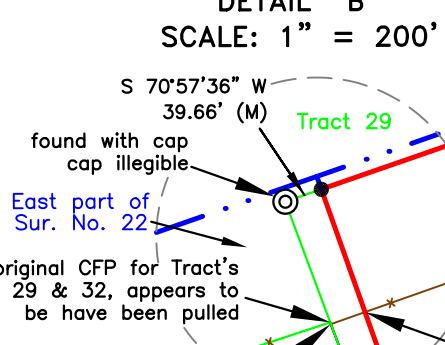 DETAIL "B"
SCALE: 1" = 200'
S 70°57'36" W
39.66' (M)
Tract 29
found with cap
cap illegible
East part of
Sur. No. 22
original CFP for Tract's
29 & 32, appears to
be have been pulled